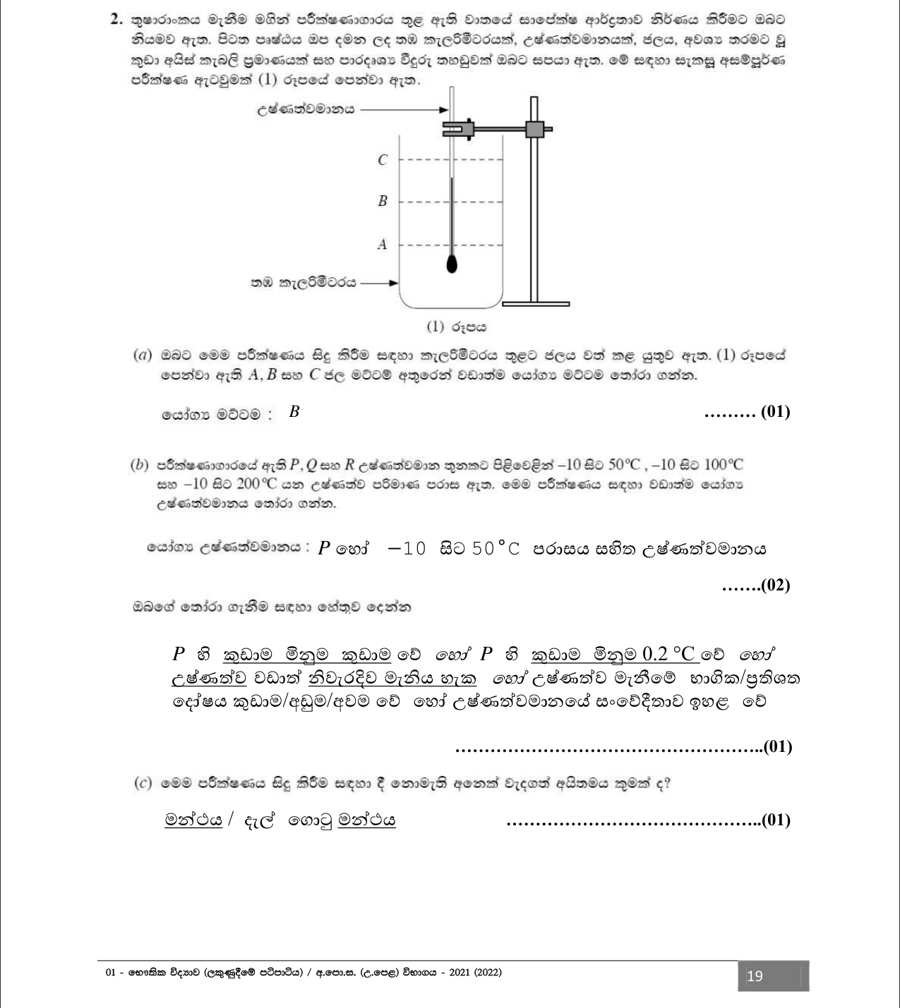 2. තුෂාරාංකය මැනීම මගින් පරීක්ෂණාගාරය තුළ ඇති වාතයේ සාපේක්ෂ ආර්ද්‍රතාව නිර්ණය කිරීමට ඔබට
නියමව ඇත. පිටත පෘෂ්ඨය ඔප දමන ලද තඹ කැලරිමීටරයක්, උෂ්ණත්වමානයක්, ජලය, අවශ්‍ය තරමට වූ
කුඩා අයිස් කැබලි ප්‍රමාණයක් සහ පාරදෘශ්‍ය වීදුරු තහඩුවක් ඔබට සපයා ඇත. මේ සඳහා සැකසූ අසම්පූර්ණ
පරීක්ෂණ ඇටවුමක් (1) රූපයේ පෙන්වා ඇත.
උෂ්ණත්වමානය
C
B
A
තඹ කැලරිමීටරය
(1) රූපය
(a) ඔබට මෙම පරීක්ෂණය සිදු කිරීම සඳහා කැලරිමීටරය තුළට ජලය වත් කළ යුතුව ඇත. (1) රූපයේ
පෙන්වා ඇති A, B සහ C ජල මට්ටම් අතුරෙන් වඩාත්ම යෝග්‍ය මට්ටම තෝරා ගන්න.
යෝග්‍ය මට්ටම : B ......... (01)
(b) පරීක්ෂණාගාරයේ ඇති P, Q සහ R උෂ්ණත්වමාන තුනකට පිළිවෙළින් −10 සිට 50°C , −10 සිට 100°C
සහ −10 සිට 200°C යන උෂ්ණත්ව පරිමාණ පරාස ඇත. මෙම පරීක්ෂණය සඳහා වඩාත්ම යෝග්‍ය
උෂ්ණත්වමානය තෝරා ගන්න.
යෝග්‍ය උෂ්ණත්වමානය : P හෝ −10 සිට 50°C පරාසය සහිත උෂ්ණත්වමානය
.......(02)
ඔබගේ තෝරා ගැනීම සඳහා හේතුව දෙන්න
P හි කුඩාම මිනුම කුඩාම වේ හෝ P හි කුඩාම මිනුම 0.2 °C වේ හෝ
උෂ්ණත්ව වඩාත් නිවැරදිව මැනිය හැක හෝ උෂ්ණත්ව මැනීමේ භාගික/ප්‍රතිශත
දෝෂය කුඩාම/අඩුම/අවම වේ හෝ උෂ්ණත්වමානයේ සංවේදීතාව ඉහළ වේ
.....................................................(01)
(c) මෙම පරීක්ෂණය සිදු කිරීම සඳහා දී නොමැති අනෙක් වැදගත් අයිතමය කුමක් ද?
මන්ථය / දැල් ගොටු මන්ථය ............................................(01)
01 - භෞතික විද්‍යාව (ලකුණුදීමේ පටිපාටිය) / අ.පො.ස. (උ.පෙළ) විභාගය - 2021 (2022)
19